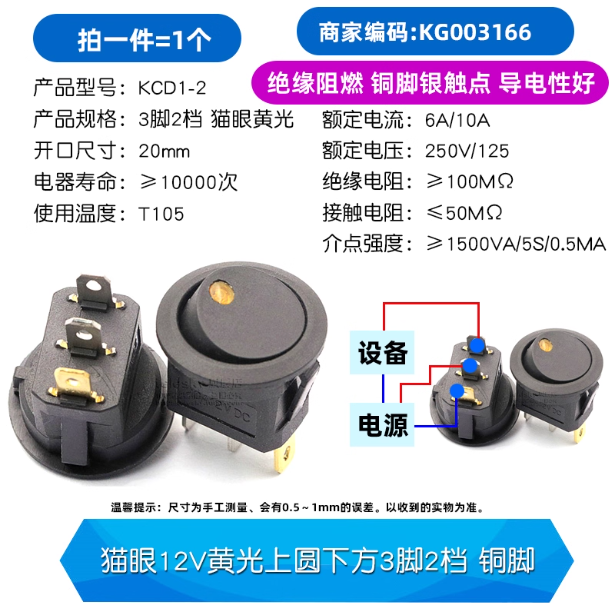 拍一件=1个
商家编码:KG003166
绝缘阻燃 铜脚银触点 导电性好
产品型号: KCD1-2
产品规格: 3脚2档 猫眼黄光
开口尺寸: 20mm
电器寿命: ≥10000次
使用温度: T105
额定电流: 6A/10A
额定电压: 250V/125
绝缘电阻: ≥100MΩ
接触电阻: ≤50MΩ
介点强度: ≥1500VA/5S/0.5MA
设备
电源
温馨提示: 尺寸为手工测量、会有0.5~1mm的误差。以收到的实物为准。
猫眼12V黄光上圆下方3脚2档 铜脚